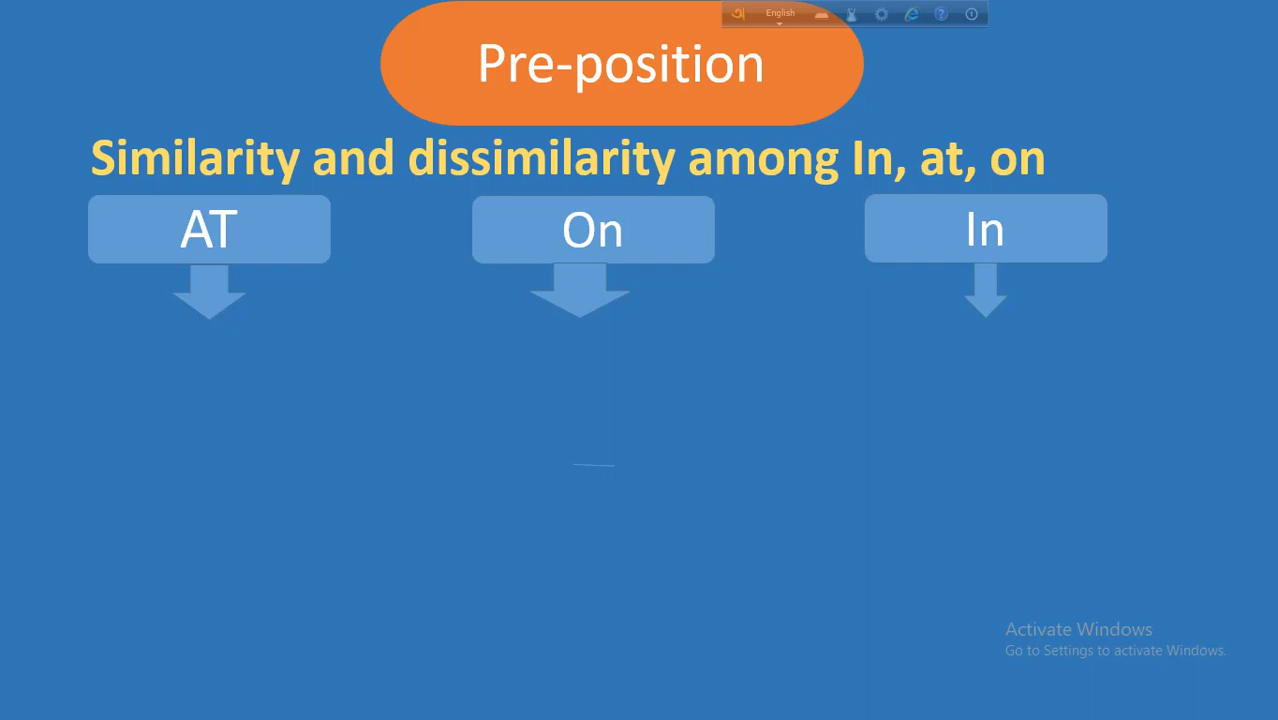 অ English
Pre-position
Similarity and dissimilarity among In, at, on
AT On In
Activate Windows
Go to Settings to activate Windows.